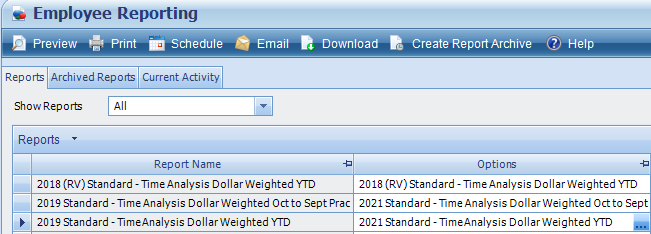 Employee Reporting
Preview Print Schedule Email Download Create Report Archive Help
Reports Archived Reports Current Activity
Show Reports All
Reports
Report Name Options
2018 (RV) Standard - Time Analysis Dollar Weighted YTD 2018 (RV) Standard - Time Analysis Dollar Weighted YTD
2019 Standard - Time Analysis Dollar Weighted Oct to Sept Prac 2021 Standard - Time Analysis Dollar Weighted Oct to Sept
2019 Standard - TimeAnalysis Dollar Weighted YTD 2021 Standard - Time Analysis Dollar Weighted YTD ...